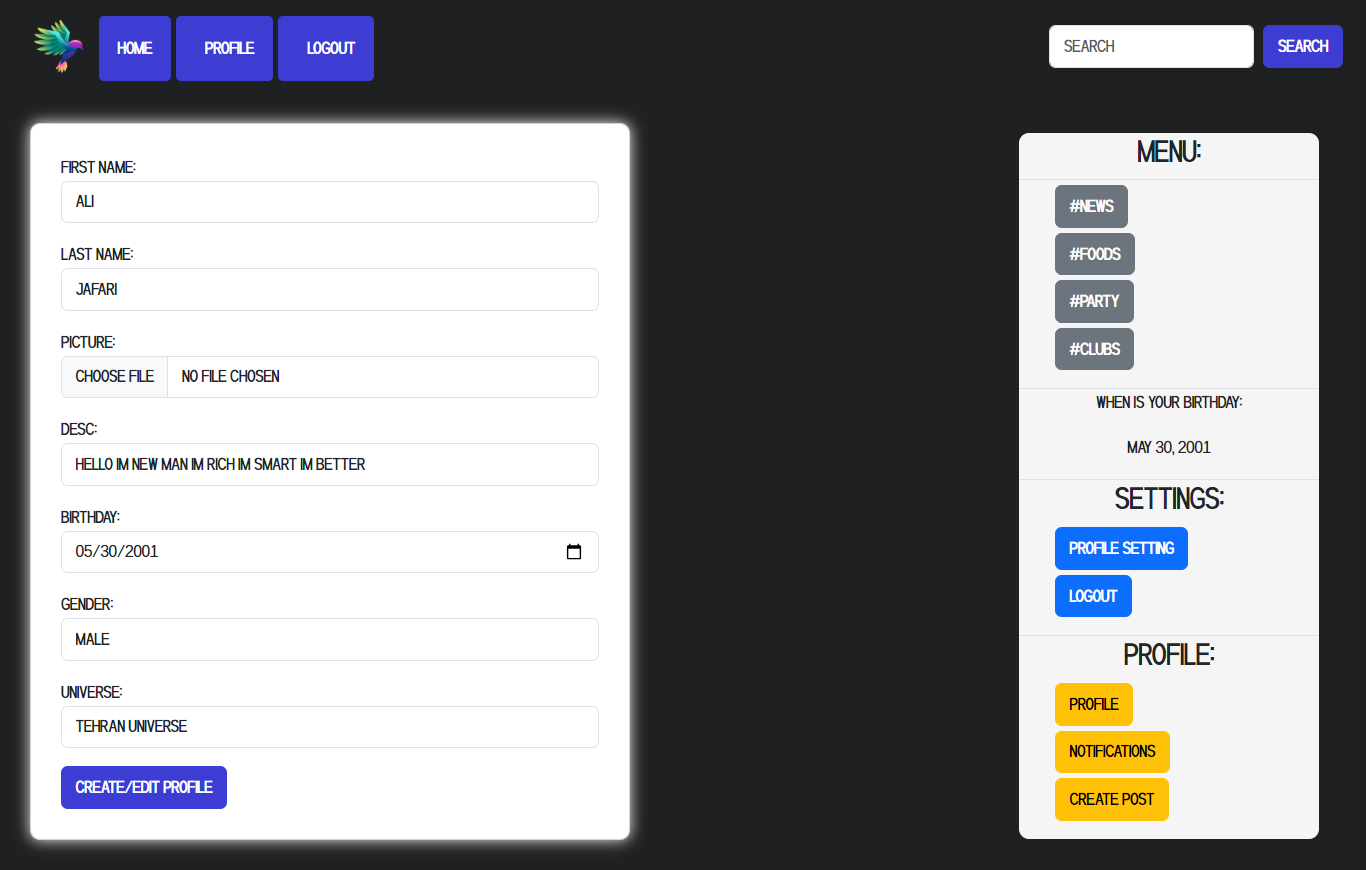 HOME
PROFILE
LOGOUT
SEARCH
SEARCH
FIRST NAME:
ALI
LAST NAME:
JAFARI
PICTURE:
CHOOSE FILE NO FILE CHOSEN
DESC:
HELLO IM NEW MAN IM RICH IM SMART IM BETTER
BIRTHDAY:
05/30/2001
GENDER:
MALE
UNIVERSE:
TEHRAN UNIVERSE
CREATE/EDIT PROFILE
MENU:
#NEWS
#FOODS
#PARTY
#CLUBS
WHEN IS YOUR BIRTHDAY:
MAY 30, 2001
SETTINGS:
PROFILE SETTING
LOGOUT
PROFILE:
PROFILE
NOTIFICATIONS
CREATE POST